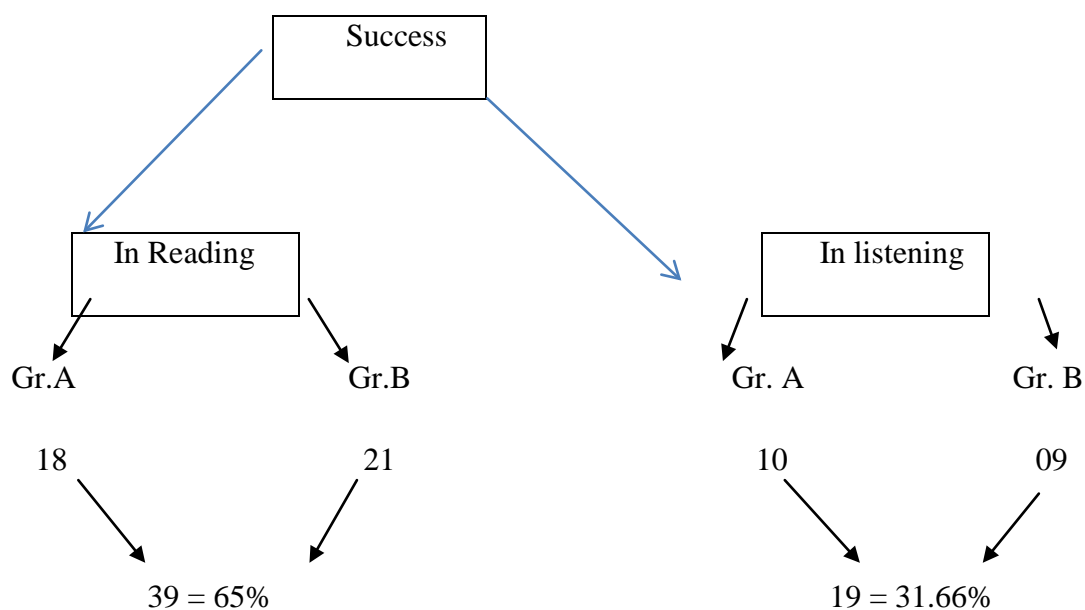 Success
In Reading
In listening
Gr.A
Gr.B
Gr. A
Gr. B
18
21
10
09
39 = 65%
19 = 31.66%